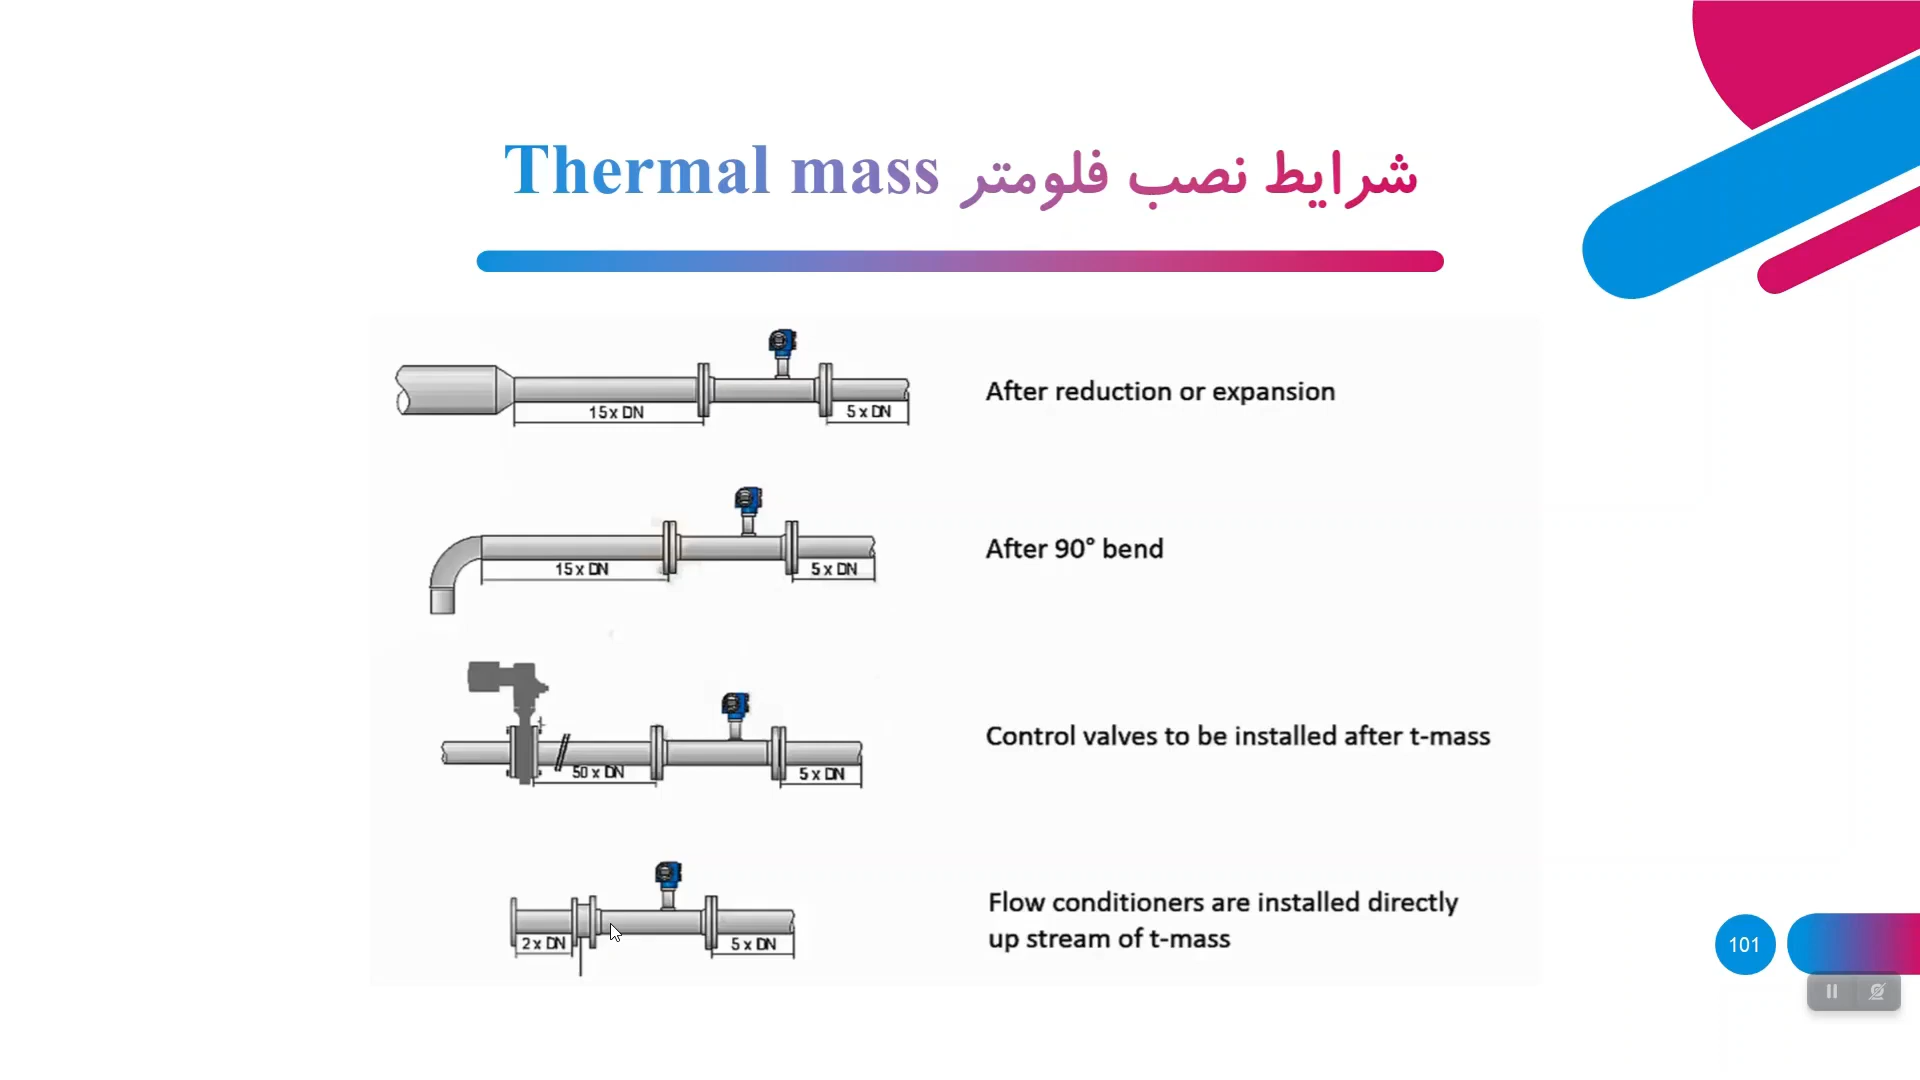 شرایط نصب فلومتر Thermal mass
15 x DN
5 x DN
After reduction or expansion
15 x DN
5 x DN
After 90° bend
50 x DN
5 x DN
Control valves to be installed after t-mass
2 x DN
5 x DN
Flow conditioners are installed directly
up stream of t-mass
101